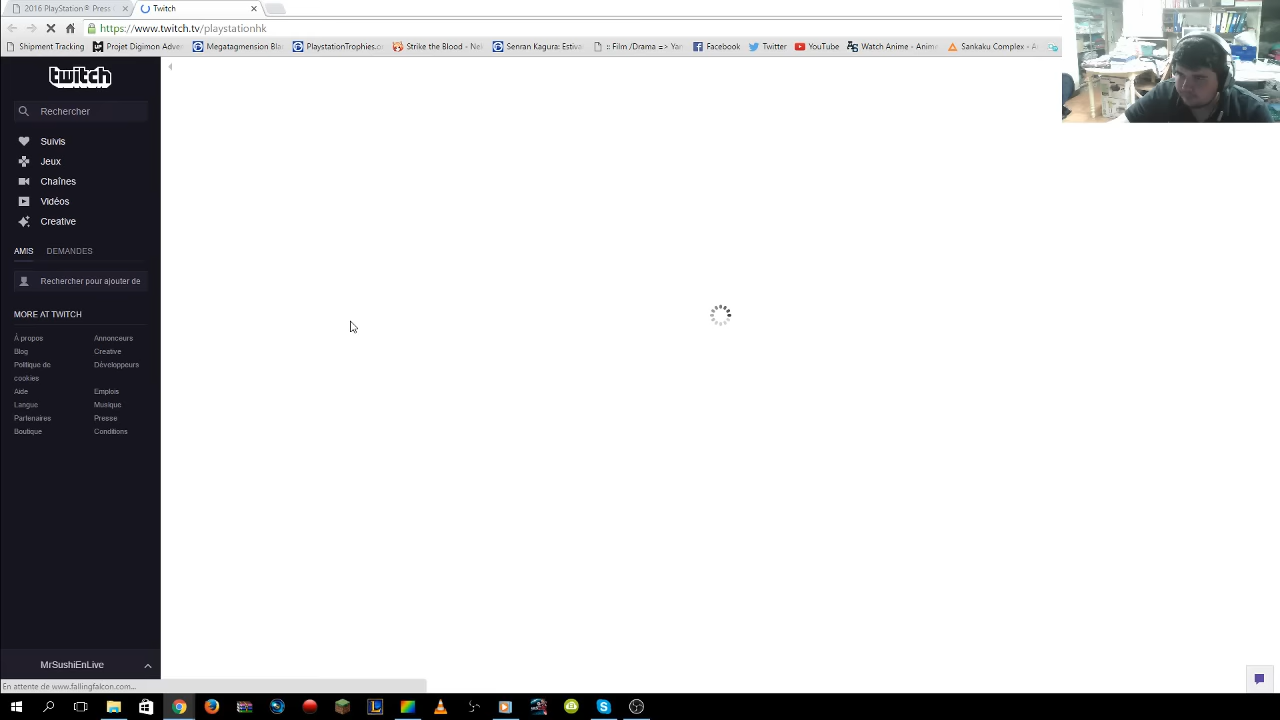 2016 PlayStation® Press
Twitch
https://www.twitch.tv/playstationhk
Shipment Tracking
Projet Digimon Adve
Megatagmension Bla
PlaystationTrophies.c
Strike the
Senran Kagura: Estiva
:: Film /Drama =>
Facebook
Twitter
YouTube
Watch Anime - Anime
Sankaku Complex - A
twitch
Rechercher
Suivis
Jeux
Chaînes
Vidéos
Creative
AMIS DEMANDES
Rechercher pour ajouter de
MORE AT TWITCH
À propos Annonceurs
Blog Creative
Politique de Développeurs
cookies
Aide Emplois
Langue Musique
Partenaires Presse
Boutique Conditions
MrSushiEnLive
En attente de www.fallingfalcon.com...